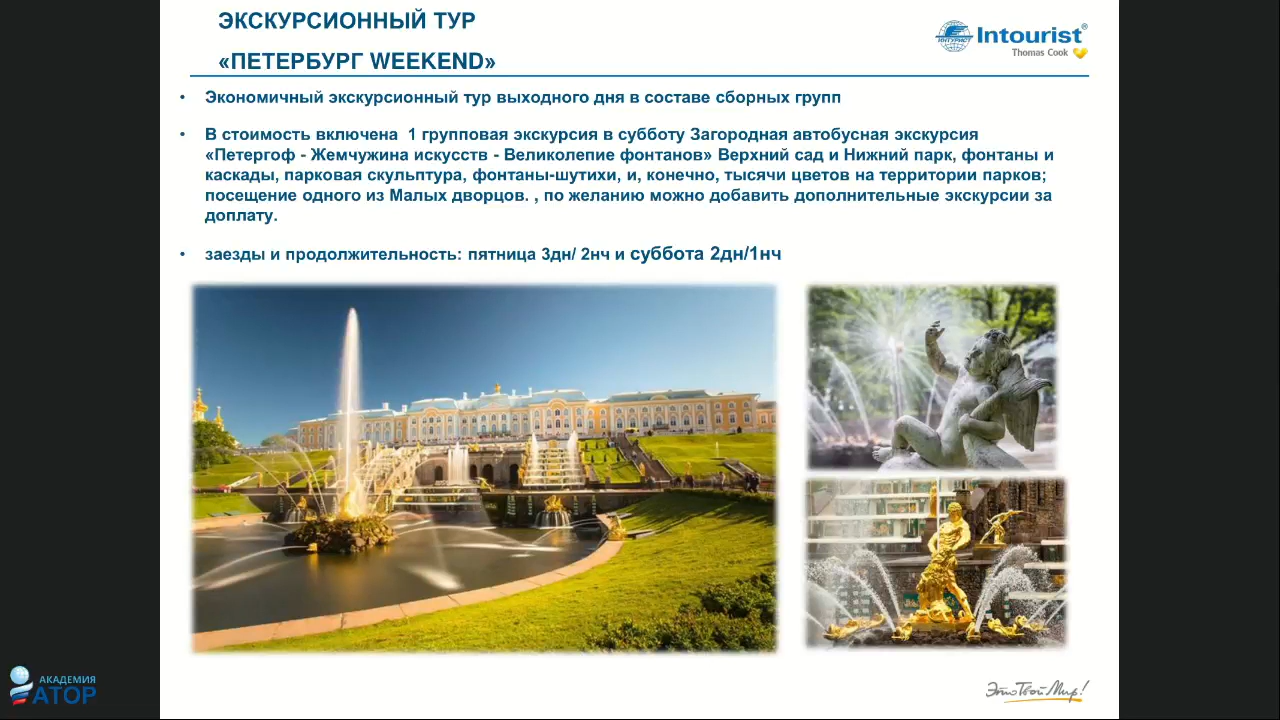 ЭКСКУРСИОННЫЙ ТУР
«ПЕТЕРБУРГ WEEKEND»
ИНТУРИСТ
Intourist®
Thomas Cook
• Экономичный экскурсионный тур выходного дня в составе сборных групп
• В стоимость включена 1 групповая экскурсия в субботу Загородная автобусная экскурсия
«Петергоф - Жемчужина искусств - Великолепие фонтанов» Верхний сад и Нижний парк, фонтаны и
каскады, парковая скульптура, фонтаны-шутихи, и, конечно, тысячи цветов на территории парков;
посещение одного из Малых дворцов. , по желанию можно добавить дополнительные экскурсии за
доплату.
• заезды и продолжительность: пятница 3дн/ 2нч и суббота 2дн/1нч
АКАДЕМИЯ
АТОР
Это Твой Мир!